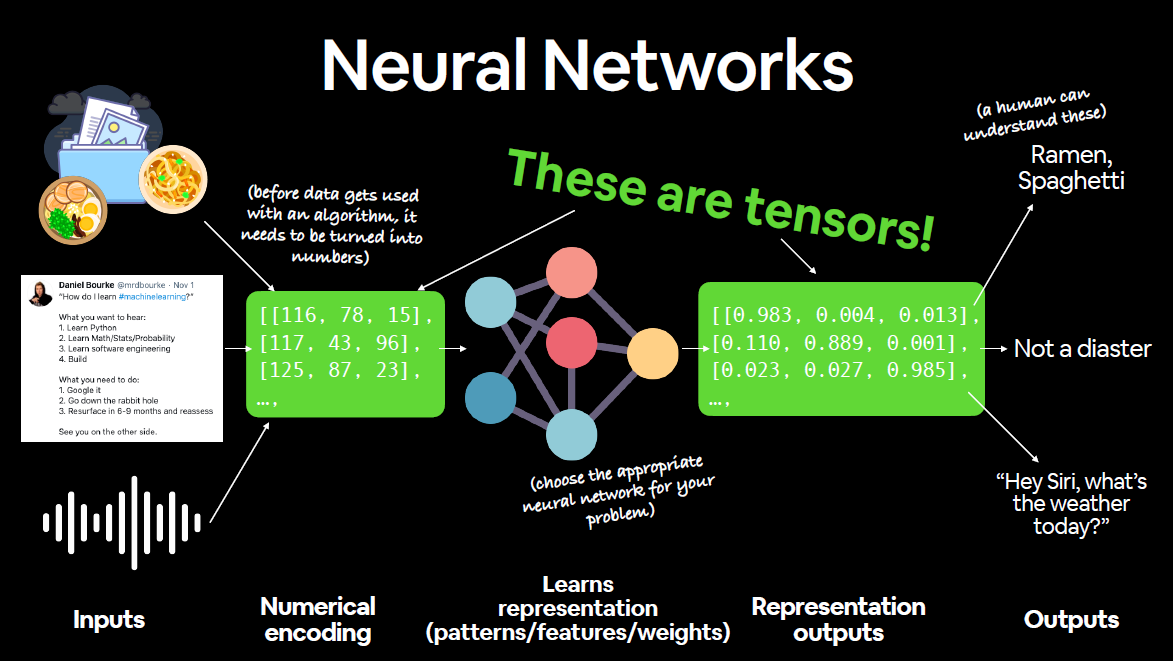 Neural Networks
(a human can
understand these)
Ramen,
Spaghetti
These are tensors!
(before data gets used
with an algorithm, it
needs to be turned into
numbers)
Daniel Bourke @mrdbourke · Nov 1
“How do I learn #machinelearning?”
What you want to hear:
1. Learn Python
2. Learn Math/Stats/Probability
3. Learn software engineering
4. Build
What you need to do:
1. Google it
2. Go down the rabbit hole
3. Resurface in 6-9 months and reassess
See you on the other side.
[[116, 78, 15],
[117, 43, 96],
[125, 87, 23],
…,
[[0.983, 0.004, 0.013],
[0.110, 0.889, 0.001],
[0.023, 0.027, 0.985],
…,
Not a diaster
(choose the appropriate
neural network for your
problem)
“Hey Siri, what’s
the weather
today?”
Inputs
Numerical
encoding
Learns
representation
(patterns/features/weights)
Representation
outputs
Outputs